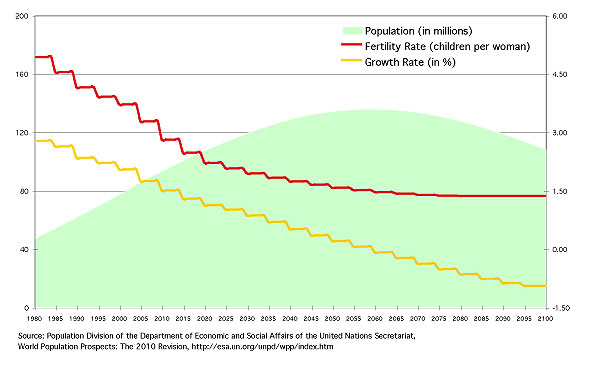 200
160
120
80
40
0
6.00
4.50
3.00
1.50
0.00
-1.50
Population (in millions)
Fertility Rate (children per woman)
Growth Rate (in %)
1980 1985 1990 1995 2000 2005 2010 2015 2020 2025 2030 2035 2040 2045 2050 2055 2060 2065 2070 2075 2080 2085 2090 2095 2100
Source: Population Division of the Department of Economic and Social Affairs of the United Nations Secretariat,
World Population Prospects: The 2010 Revision, http://esa.un.org/unpd/wpp/index.htm